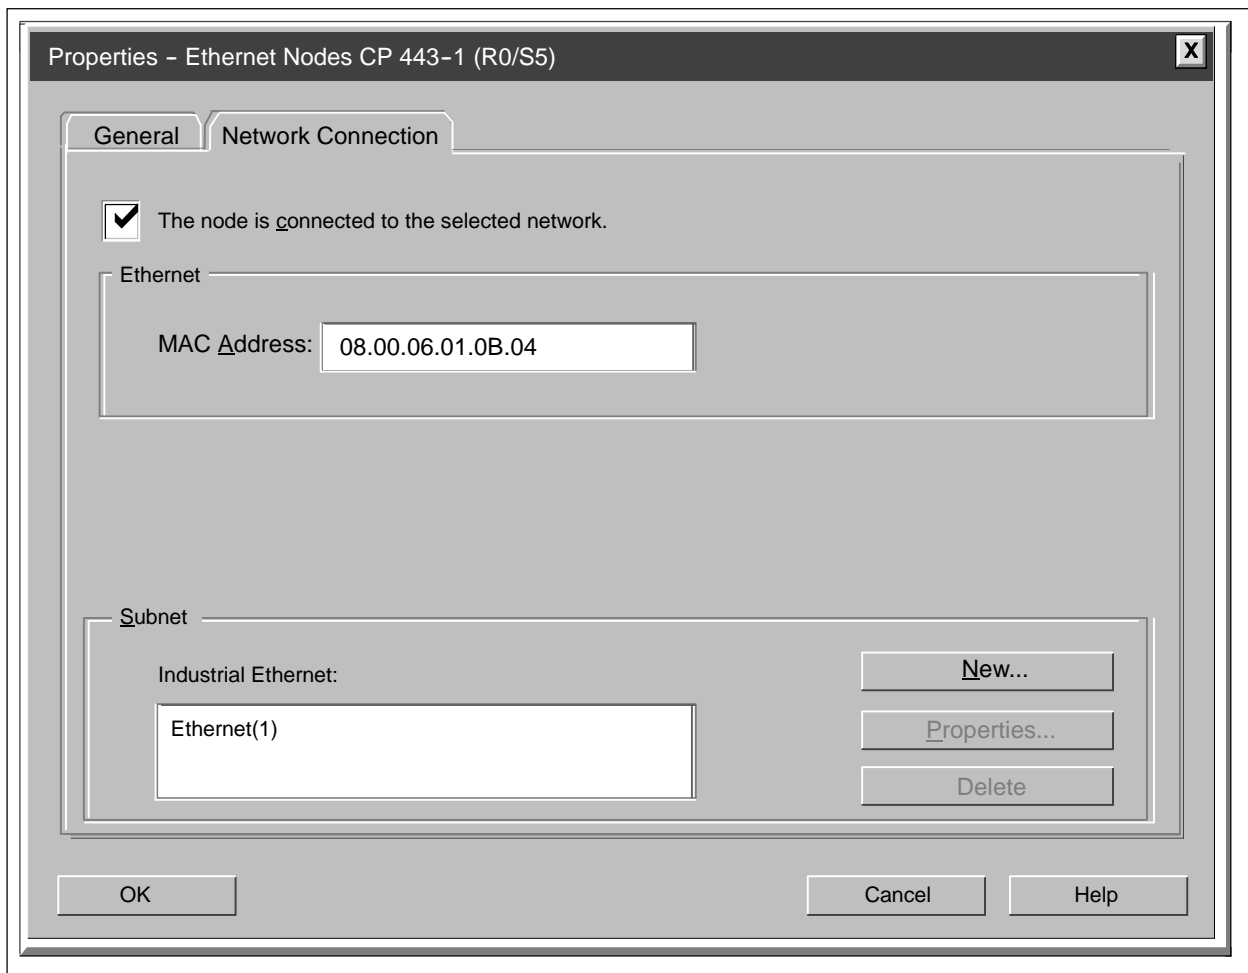 Properties - Ethernet Nodes CP 443-1 (R0/S5)
X
General
Network Connection
The node is connected to the selected network.
Ethernet
MAC Address:
08.00.06.01.0B.04
Subnet
Industrial Ethernet:
New...
Ethernet(1)
Properties...
Delete
OK
Cancel
Help